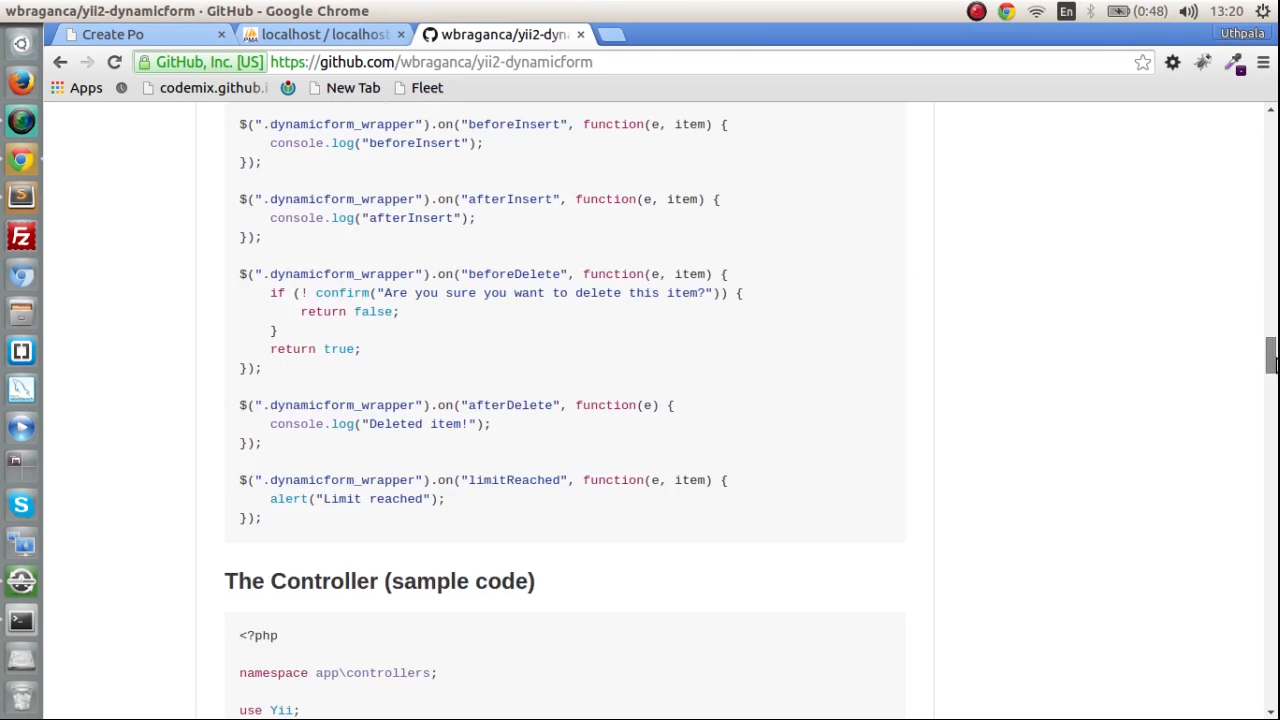 wbraganca/yii2-dynamicform · GitHub - Google Chrome
En
(0:48)
13:20
Create Po
localhost / localhost
wbraganca/yii2-dyna
Uthpala
GitHub, Inc. [US]
https://github.com/wbraganca/yii2-dynamicform
Apps
codemix.github.i
New Tab
Fleet
$(".dynamicform_wrapper").on("beforeInsert", function(e, item) {
    console.log("beforeInsert");
});
$(".dynamicform_wrapper").on("afterInsert", function(e, item) {
    console.log("afterInsert");
});
$(".dynamicform_wrapper").on("beforeDelete", function(e, item) {
    if (! confirm("Are you sure you want to delete this item?")) {
        return false;
    }
    return true;
});
$(".dynamicform_wrapper").on("afterDelete", function(e) {
    console.log("Deleted item!");
});
$(".dynamicform_wrapper").on("limitReached", function(e, item) {
    alert("Limit reached");
});
The Controller (sample code)
<?php
namespace app\controllers;
use Yii;